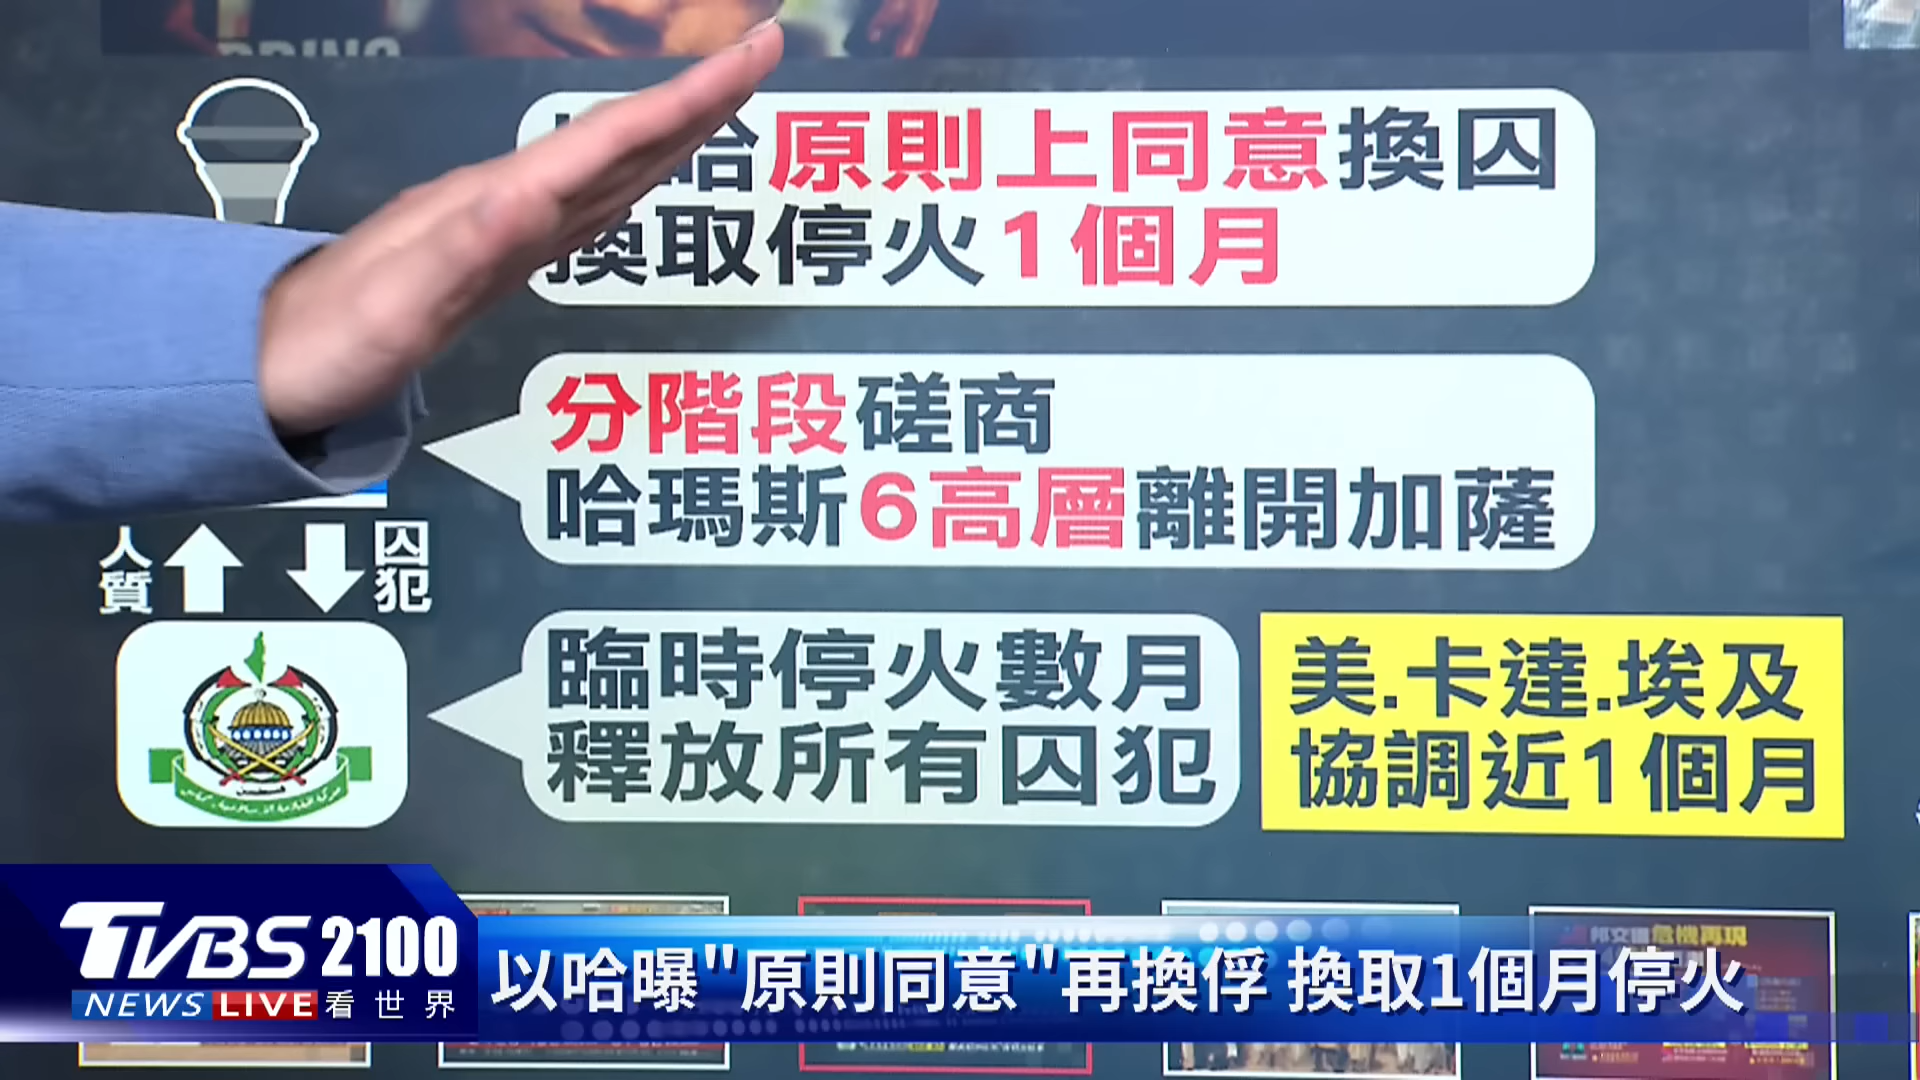 哈原則上同意換囚
換取停火1個月
分階段磋商
哈瑪斯6高層離開加薩
人質
囚犯
臨時停火數月
釋放所有囚犯
美.卡達.埃及
協調近1個月
危機再現
TVBS 2100
NEWS LIVE 看世界
以哈曝"原則同意"再換俘 換取1個月停火